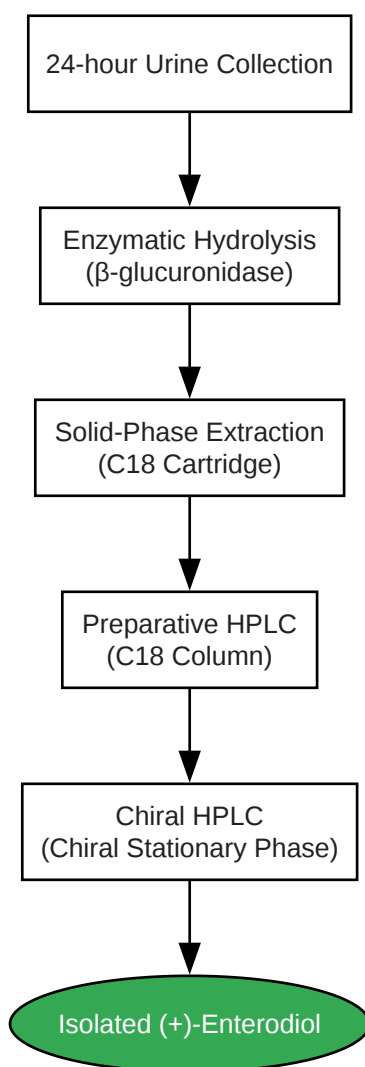 24-hour Urine Collection
Enzymatic Hydrolysis
(β-glucuronidase)
Solid-Phase Extraction
(C18 Cartridge)
Preparative HPLC
(C18 Column)
Chiral HPLC
(Chiral Stationary Phase)
Isolated (+)-Enterodiol